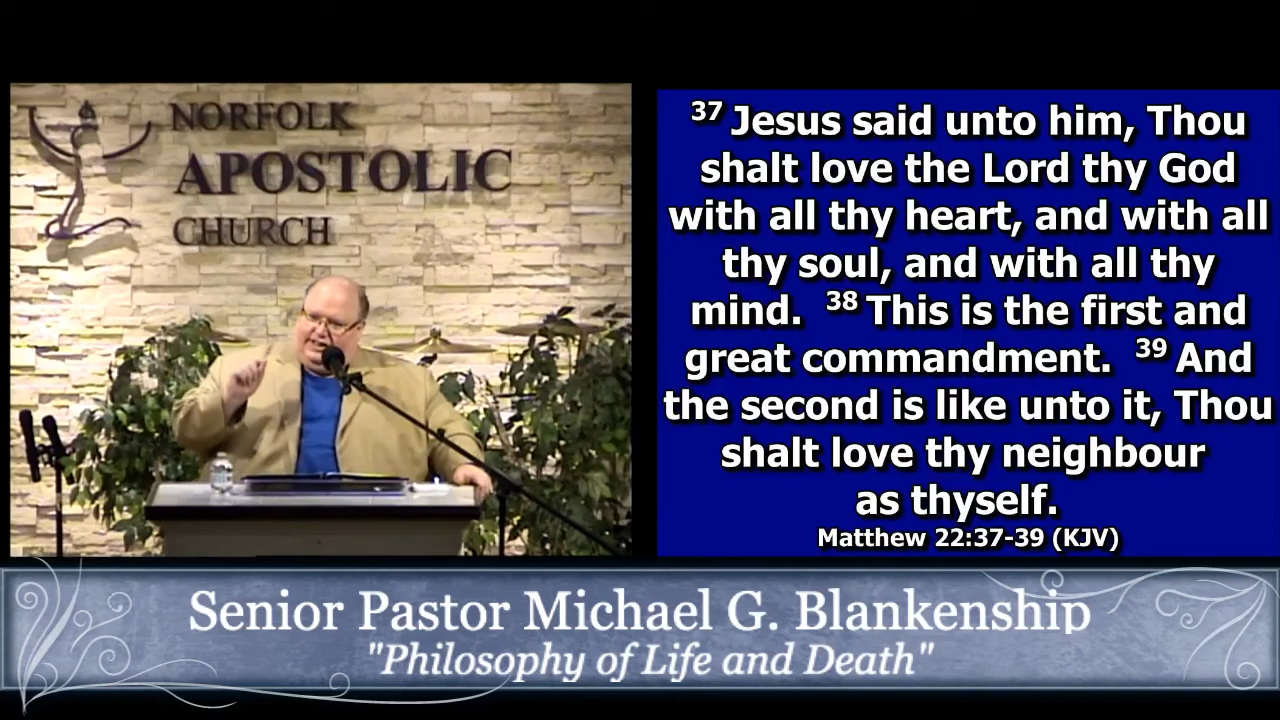 NORFOLK
APOSTOLIC
CHURCH
37 Jesus said unto him, Thou
shalt love the Lord thy God
with all thy heart, and with all
thy soul, and with all thy
mind. 38 This is the first and
great commandment. 39 And
the second is like unto it, Thou
shalt love thy neighbour
as thyself.
Matthew 22:37-39 (KJV)
Senior Pastor Michael G. Blankenship
"Philosophy of Life and Death"